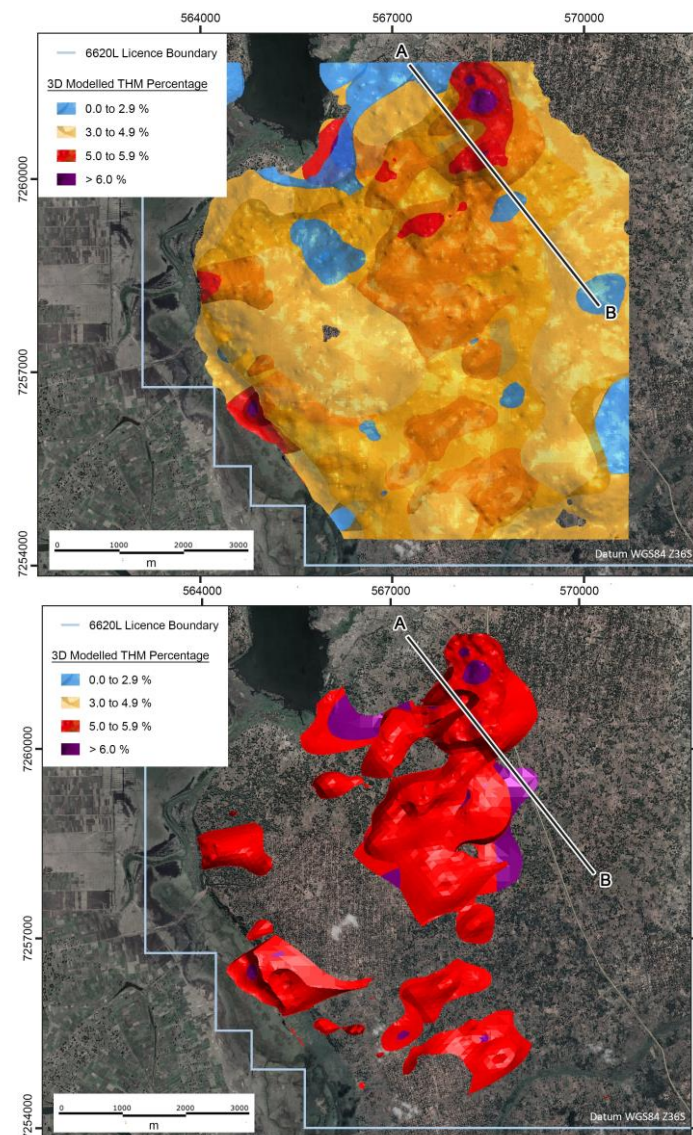 564000
567000
570000
6620L Licence Boundary
3D Modelled THM Percentage
0.0 to 2.9 %
3.0 to 4.9 %
5.0 to 5.9 %
> 6.0 %
A
B
7260000
7257000
7254000
0 1000 2000 3000
m
Datum WGS84 Z36S
564000
567000
570000
6620L Licence Boundary
3D Modelled THM Percentage
0.0 to 2.9 %
3.0 to 4.9 %
5.0 to 5.9 %
> 6.0 %
A
B
7260000
7257000
7254000
0 1000 2000 3000
m
Datum WGS84 Z36S